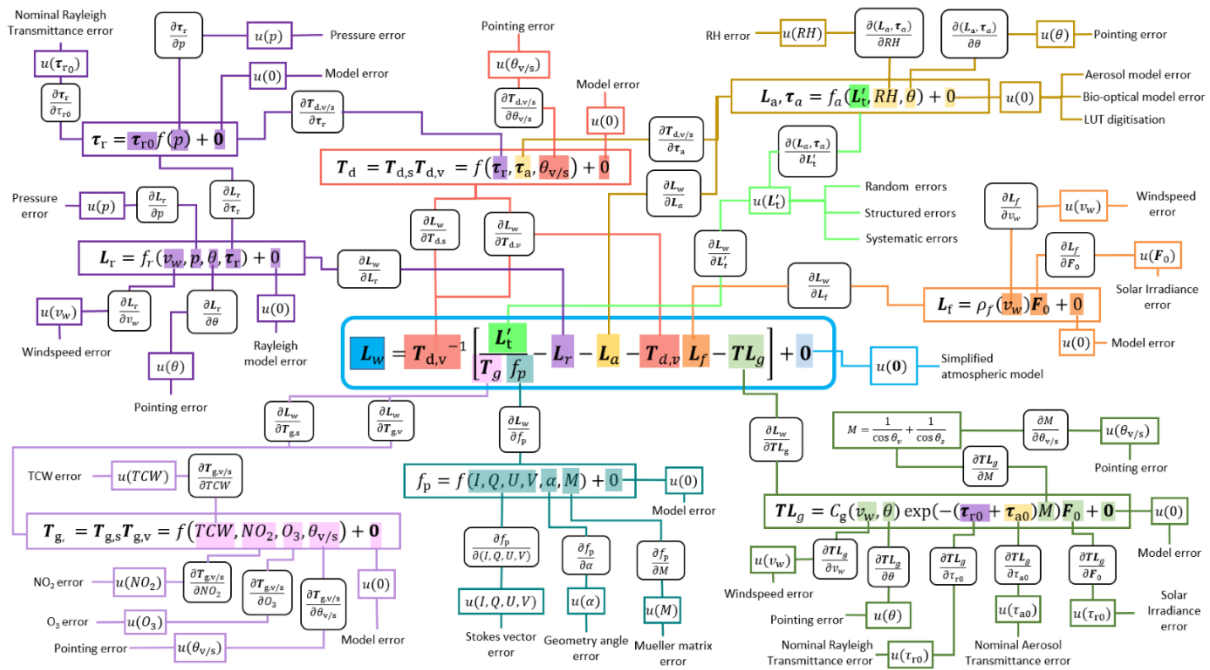 Nominal Rayleigh
Transmittance error
u(τr0)
∂τr/∂τr0
∂τr/∂p
u(p)
Pressure error
u(0)
Model error
τr = τr0 f(p) + 0
∂Td,v/s/∂τr
Pointing error
u(θv/s)
∂Td,v/s/∂θv/s
Model error
u(0)
Td = Td,s Td,v = f(τr, τa, θv/s) + 0
∂Td,v/s/∂τa
RH error
u(RH)
∂(La, τa)/∂RH
∂(La, τa)/∂θ
u(θ)
Pointing error
La, τa = fa(L′t, RH, θ) + 0
u(0)
Aerosol model error
Bio-optical model error
LUT digitisation
∂(La, τa)/∂L′t
u(L′t)
Random errors
Structured errors
Systematic errors
Pressure
error
u(p)
∂Lr/∂p
∂Lr/∂τr
Lr = fr(vw, p, θ, τr) + 0
∂Lw/∂Lr
u(vw)
∂Lr/∂vw
Windspeed error
∂Lr/∂θ
u(θ)
Pointing error
u(0)
Rayleigh
model error
∂Lw/∂Td,s
∂Lw/∂Td,v
∂Lw/∂La
∂Lw/∂L′t
∂Lw/∂Lf
∂Lf/∂vw
u(vw)
Windspeed
error
∂Lf/∂F0
u(F0)
Solar Irradiance
error
Lf = ρf(vw)F0 + 0
u(0)
Model error
Lw = Td,v⁻¹ [L′t/(Tg fp) − Lr − La − Td,v Lf − TLg] + 0
u(0)
Simplified
atmospheric model
∂Lw/∂Tg,s
∂Lw/∂Tg,v
∂Lw/∂fp
∂Lw/∂TLg
TCW error
u(TCW)
∂Tg,v/s/∂TCW
Tg, = Tg,s Tg,v = f(TCW, NO2, O3, θv/s) + 0
NO2 error
u(NO2)
∂Tg,v/s/∂NO2
O3 error
u(O3)
∂Tg,v/s/∂O3
Pointing error
u(θv/s)
∂Tg,v/s/∂θv/s
u(0)
Model error
fp = f(I, Q, U, V, α, M) + 0
u(0)
Model error
∂fp/∂(I, Q, U, V)
u(I, Q, U, V)
Stokes vector
error
∂fp/∂α
u(α)
Geometry angle
error
∂fp/∂M
u(M)
Mueller matrix
error
M = 1/cos θv + 1/cos θs
∂M/∂θv/s
u(θv/s)
Pointing error
∂TLg/∂M
TLg = Cg(vw, θ) exp(−(τr0 + τa0)M)F0 + 0
u(0)
Model error
u(vw)
∂TLg/∂vw
Windspeed error
∂TLg/∂θ
u(θ)
Pointing error
∂TLg/∂τr0
u(τr0)
Nominal Rayleigh
Transmittance error
∂TLg/∂τa0
u(τa0)
Nominal Aerosol
Transmittance error
∂TLg/∂F0
u(τr0)
Solar
Irradiance
error